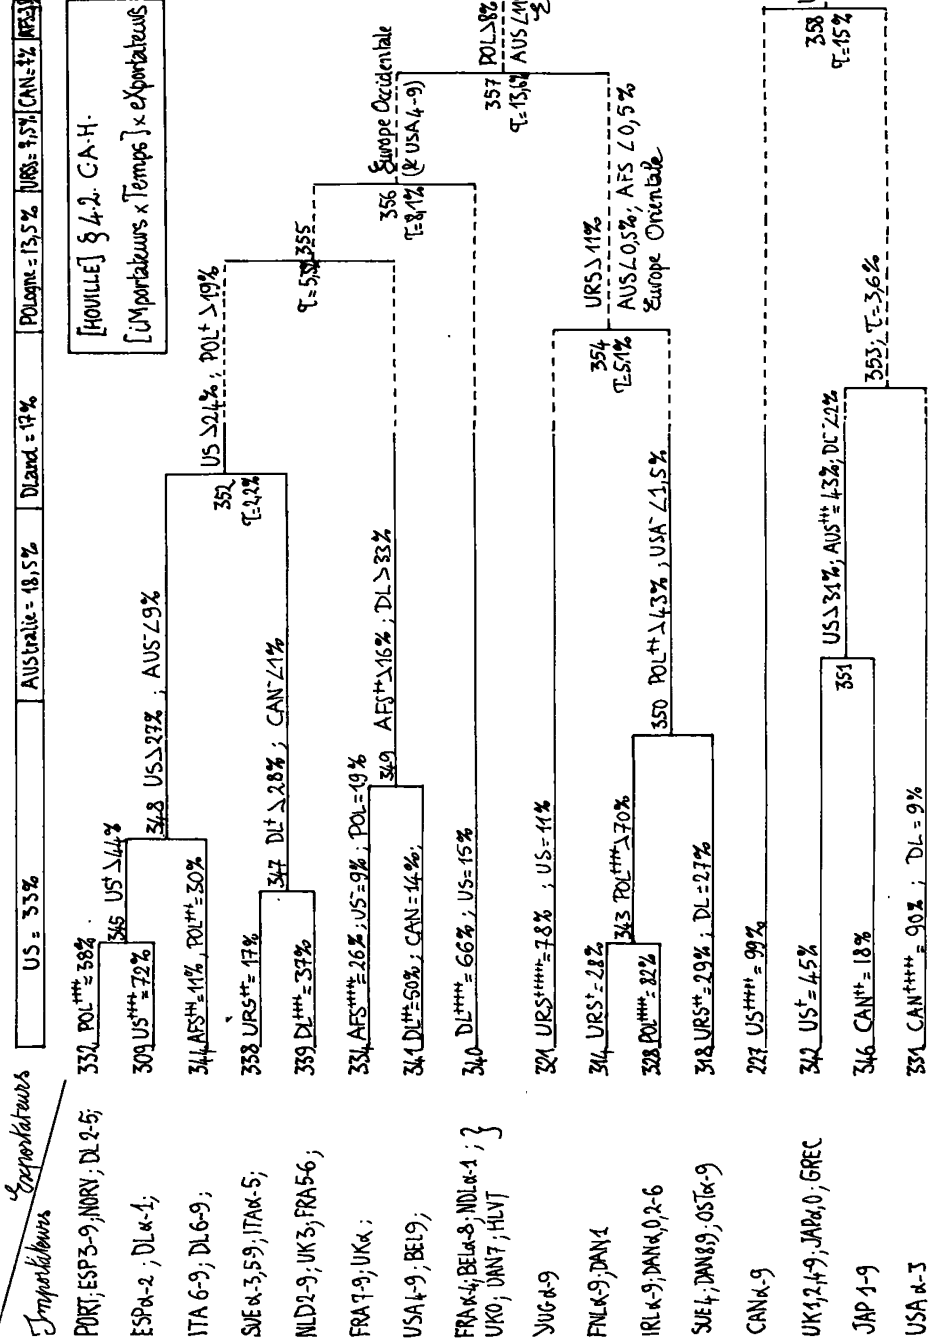 US = 33%
AUStralie = 18,5%
DLand = 17%
POLogne = 13,5%
URSS = 7,5%
CAN = 7%
AFS
Importateurs
Exportateurs
[HOUILLE] § 4.2. C.A.H.
[iMportateurs x Temps] x eXportateurs
PORT; ESP3-9; NORV; DL2-5;
332 POL++++ = 38%
ESPα-2 ; DLα-1;
309 US++++ = 72%
345 US+ > 44%
ITA 6-9; DL6-9;
344 AFS++ = 11%, POL+++ = 30%
348 US > 27% ; AUS- < 9%
SUEα-3,5-9; ITAα-5;
338 URS++ = 17%
NLD2-9; UK3; FRA5-6;
339 DL++++ = 37%
347 DL+ > 28% ; CAN- < 1%
352
τ=2,2%
US > 24% ; POL+ > 19%
FRA7-9; UKα;
334 AFS++++ = 26%; US- = 9% ; POL = 19%
USA4-9; BEL9;
341 DL+++ = 50% ; CAN = 14%;
349 AFS++ > 16% ; DL > 33%
355
FRAα-4; BELα-8; NDLα-1 ; }
UK0 ; DAN7 ; HLVT
340 DL++++ = 66% ; US = 15%
356
τ=8,1%
Europe Occidentale
(& USA 4-9)
YUGα-9
321 URS+++++ = 78% ; US = 11%
FNLα-9; DAN1
314 URS+ = 28%
IRLα-9; DANα,0,2-6
328 POL+++++ = 82%
343 POL++++ > 70%
SUE4; DAN8,9; OSTα-9
318 URS++ = 29% ; DL = 27%
350 POL++ > 43% ; USA- < 1,5%
354
τ=5,1%
URS > 11%
AUS < 0,5%; AFS < 0,5%
Europe Orientale
357
τ=13,6%
POL > 8%
AUS < 11
CANα-9
227 US+++++ = 99%
UK1,2,4-9; JAPα,0; GREC
342 US+ = 45%
JAP 1-9
346 CAN++ = 18%
351
US > 31%; AUS+++ = 43%; DL- < 2%
USA α-3
331 CAN+++++ = 90% ; DL = 9%
353; τ=3,6%
358
τ=15%